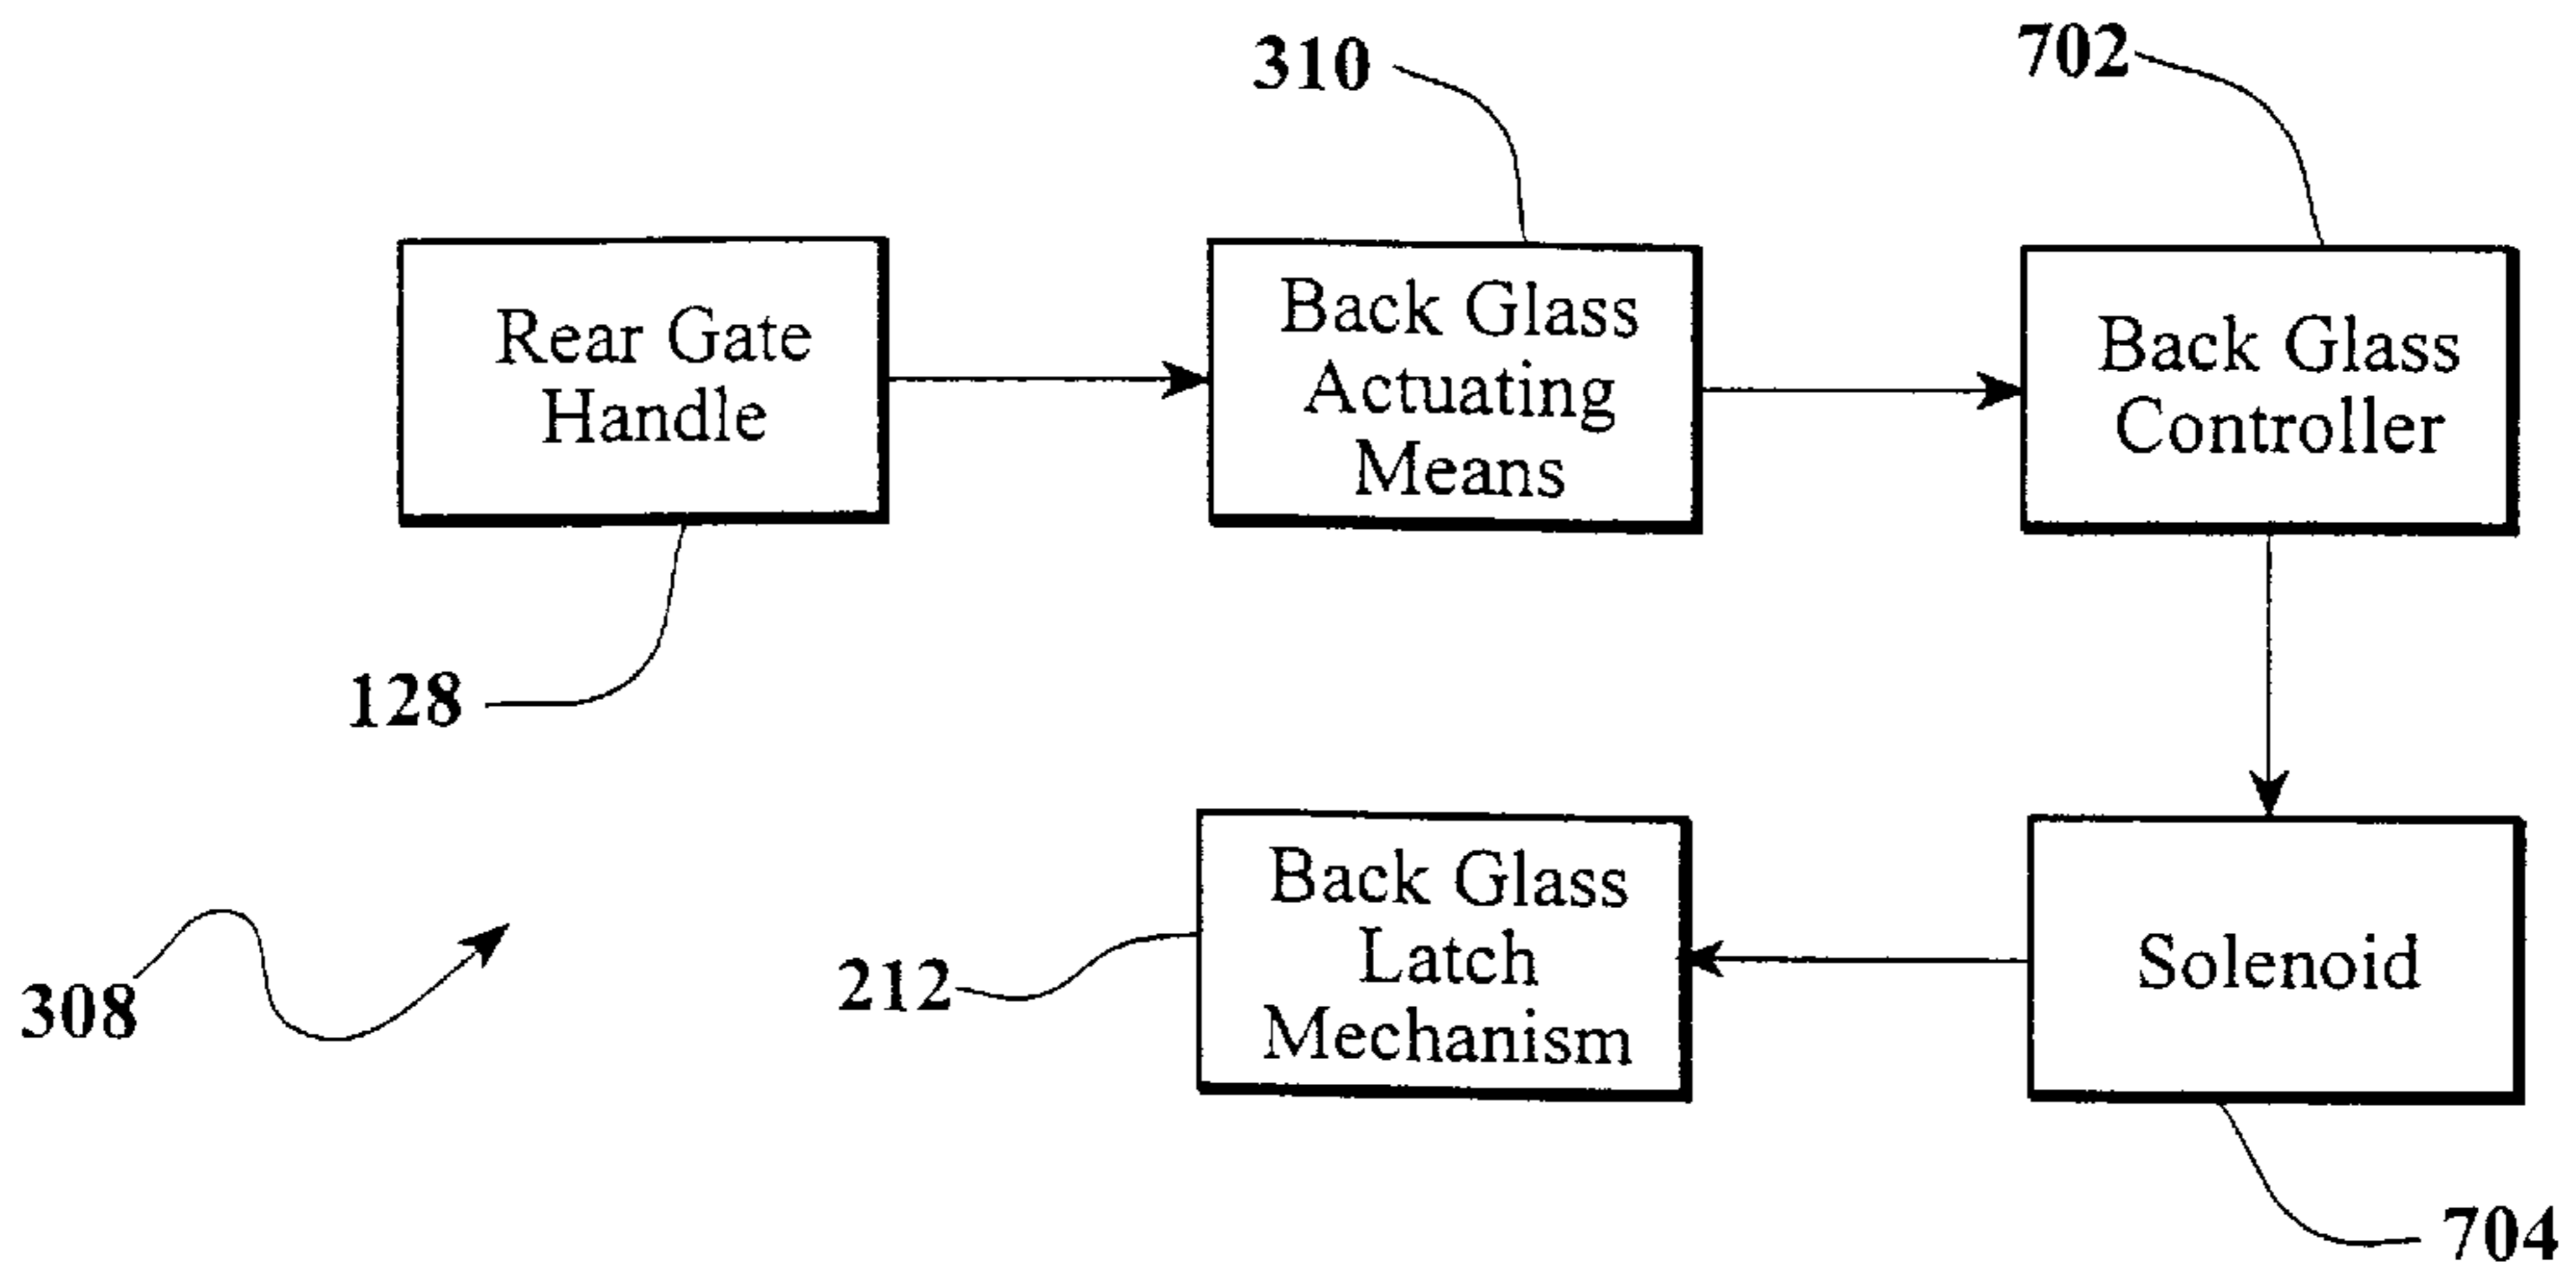 310
702
Rear Gate
Handle
Back Glass
Actuating
Means
Back Glass
Controller
128
Back Glass
Latch
Mechanism
Solenoid
212
308
704